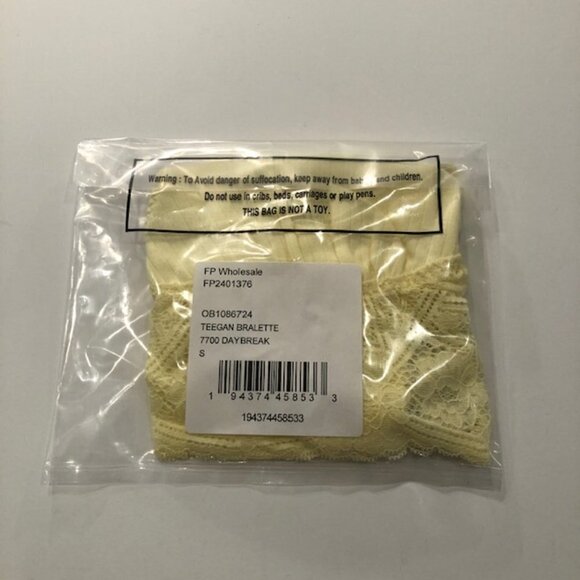 Warning : To Avoid danger of suffocation, keep away from babies and children.
Do not use in cribs, beds, carriages or play pens.
THIS BAG IS NOT A TOY.
FP Wholesale
FP2401376
OB1086724
TEEGAN BRALETTE
7700 DAYBREAK
S
1 94374 45853 3
194374458533